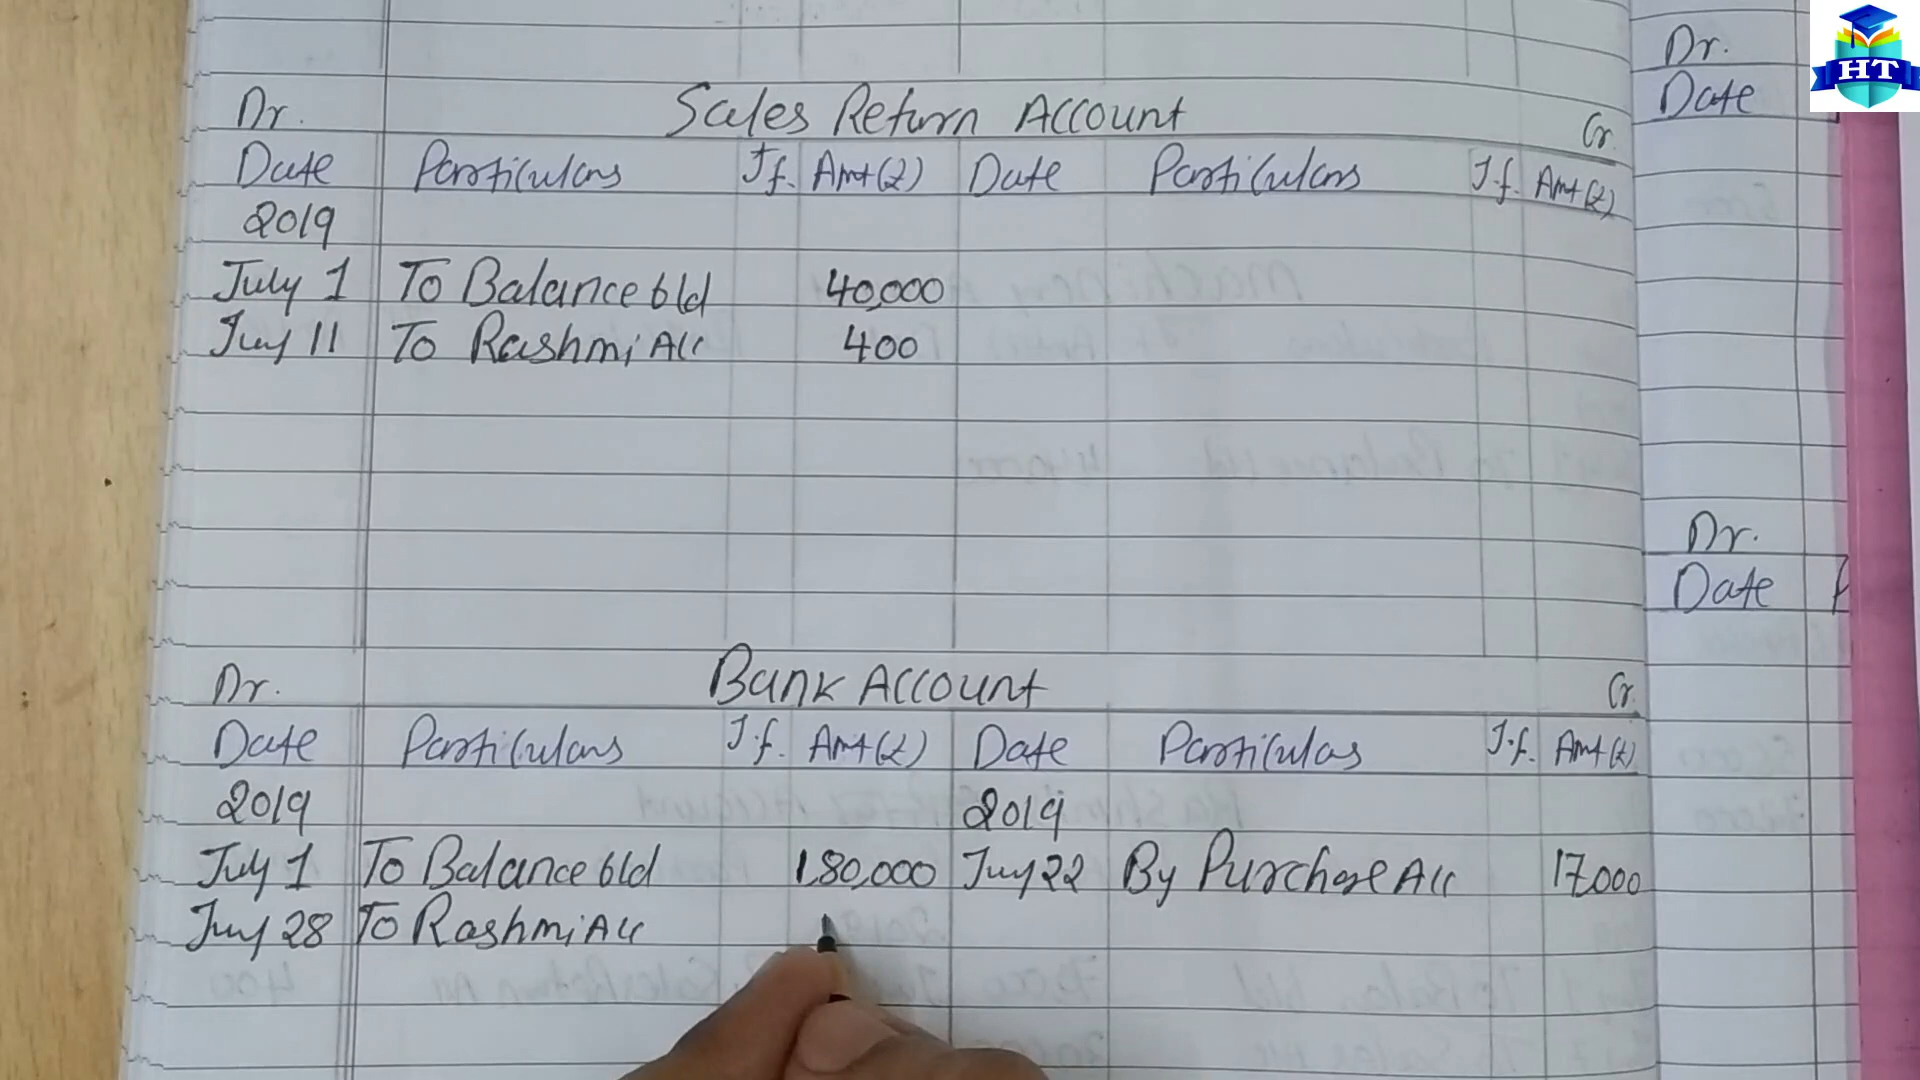 HT
Dr. Sales Return Account Cr.
Date Particulars J.f. Amt(₹) Date Particulars J.f. Amt(₹)
2019
July 1 To Balance b/d 40,000
July 11 To Rashmi A/c 400
Dr. Bank Account Cr.
Date Particulars J.f. Amt(₹) Date Particulars J.f. Amt(₹)
2019 2019
July 1 To Balance b/d 1,80,000 July 22 By Purchase A/c 17,000
July 28 To Rashmi A/c
Dr.
Date
Dr.
Date P